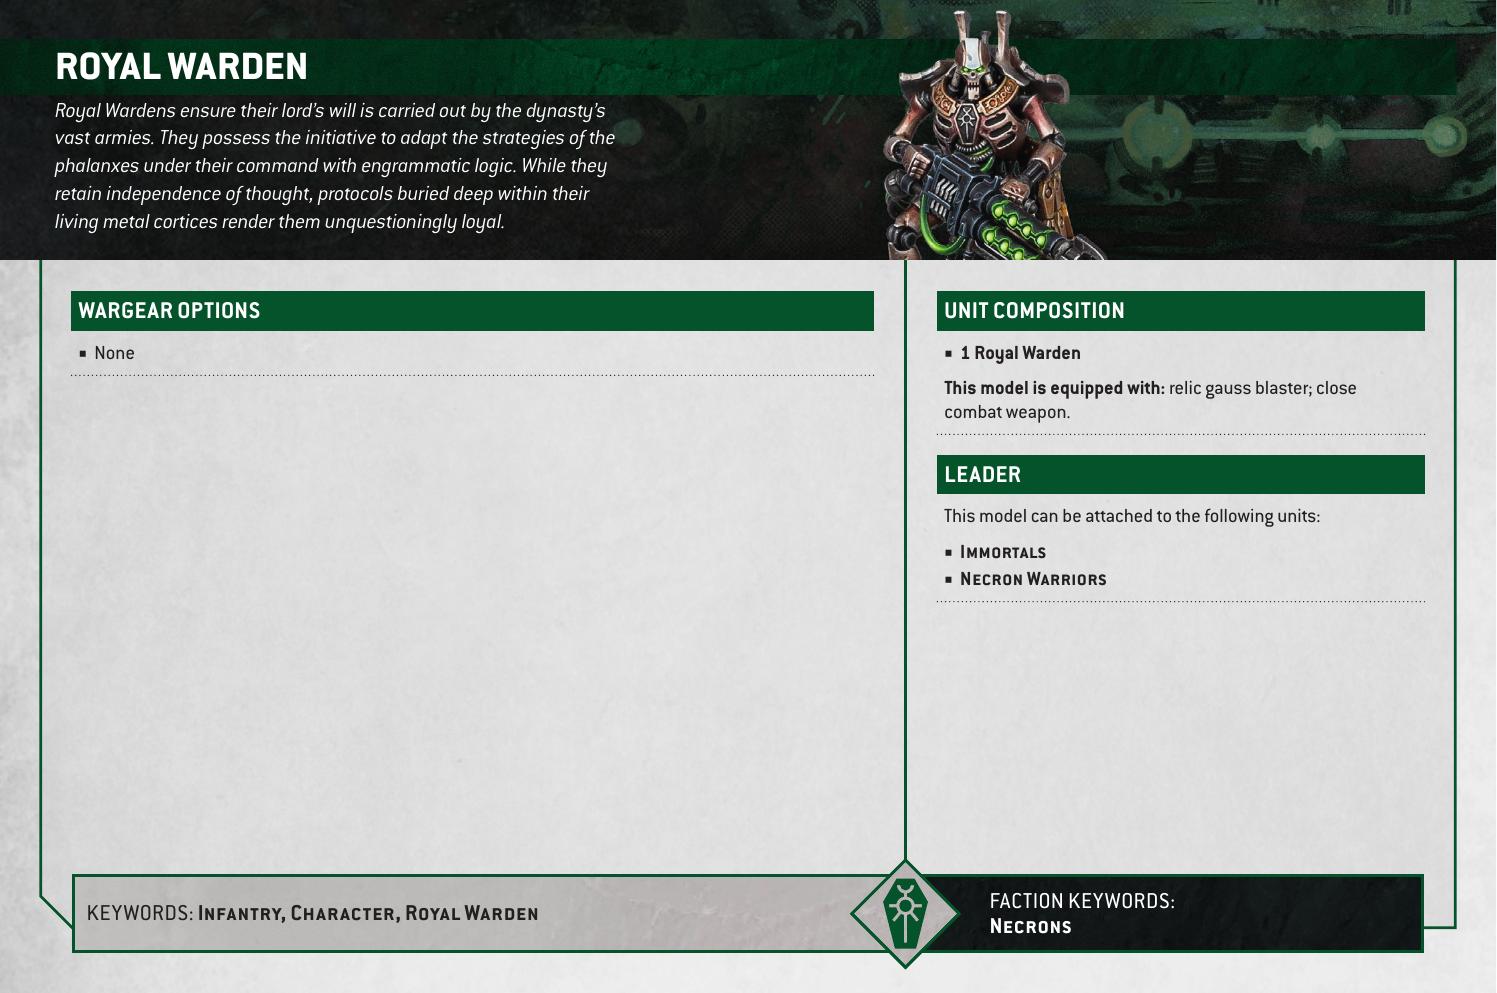 ROYAL WARDEN
Royal Wardens ensure their lord's will is carried out by the dynasty's
vast armies. They possess the initiative to adapt the strategies of the
phalanxes under their command with engrammatic logic. While they
retain independence of thought, protocols buried deep within their
living metal cortices render them unquestioningly loyal.
WARGEAR OPTIONS
▪ None
UNIT COMPOSITION
▪ 1 Royal Warden
This model is equipped with: relic gauss blaster; close
combat weapon.
LEADER
This model can be attached to the following units:
▪ Immortals
▪ Necron Warriors
KEYWORDS: Infantry, Character, Royal Warden
FACTION KEYWORDS:
Necrons